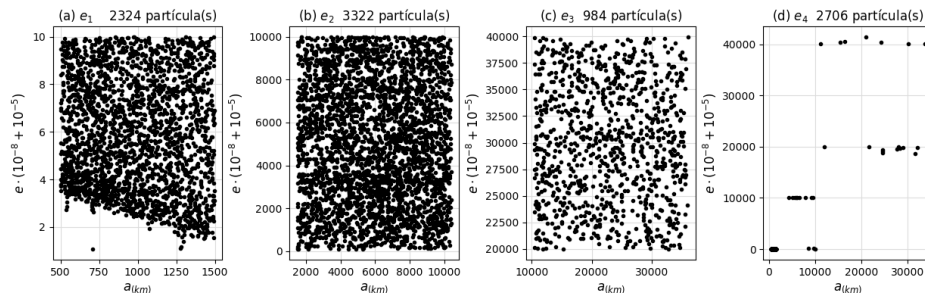 (a) e₁ 2324 partícula(s)
(b) e₂ 3322 partícula(s)
(c) e₃ 984 partícula(s)
(d) e₄ 2706 partícula(s)
e · (10⁻⁸ + 10⁻⁵)
10
8
6
4
2
500 750 1000 1250 1500
a₍km₎
e · (10⁻⁸ + 10⁻⁵)
10000
8000
6000
4000
2000
0
2000 4000 6000 8000 10000
a₍km₎
e · (10⁻⁸ + 10⁻⁵)
40000
37500
35000
32500
30000
27500
25000
22500
20000
10000 20000 30000
a₍km₎
e · (10⁻⁸ + 10⁻⁵)
40000
30000
20000
10000
0
0 10000 20000 30000
a₍km₎